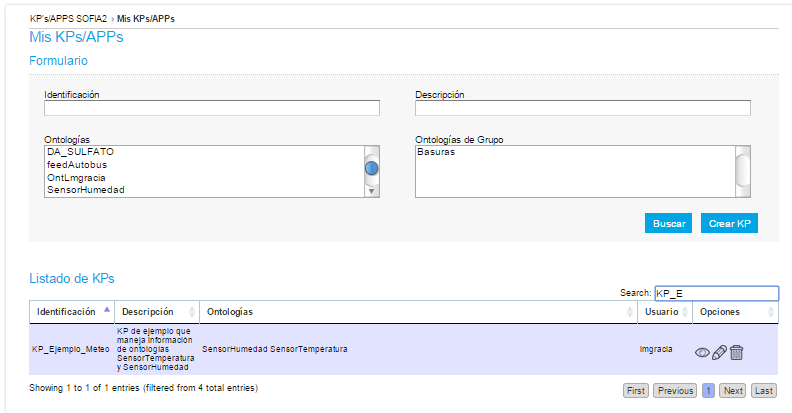 KP's/APPS SOFIA2 › Mis KPs/APPs
Mis KPs/APPs
Formulario
Identificación
Descripción
Ontologías
DA_SULFATO
feedAutobus
OntLmgracia
SensorHumedad
Ontologías de Grupo
Basuras
Buscar
Crear KP
Listado de KPs
Search: KP_E
Identificación Descripción Ontologías Usuario Opciones
KP_Ejemplo_Meteo
KP de ejemplo que
maneja información
de ontologías
SensorTemperatura
y SensorHumedad
SensorHumedad SensorTemperatura
lmgracia
Showing 1 to 1 of 1 entries (filtered from 4 total entries)
First Previous 1 Next Last